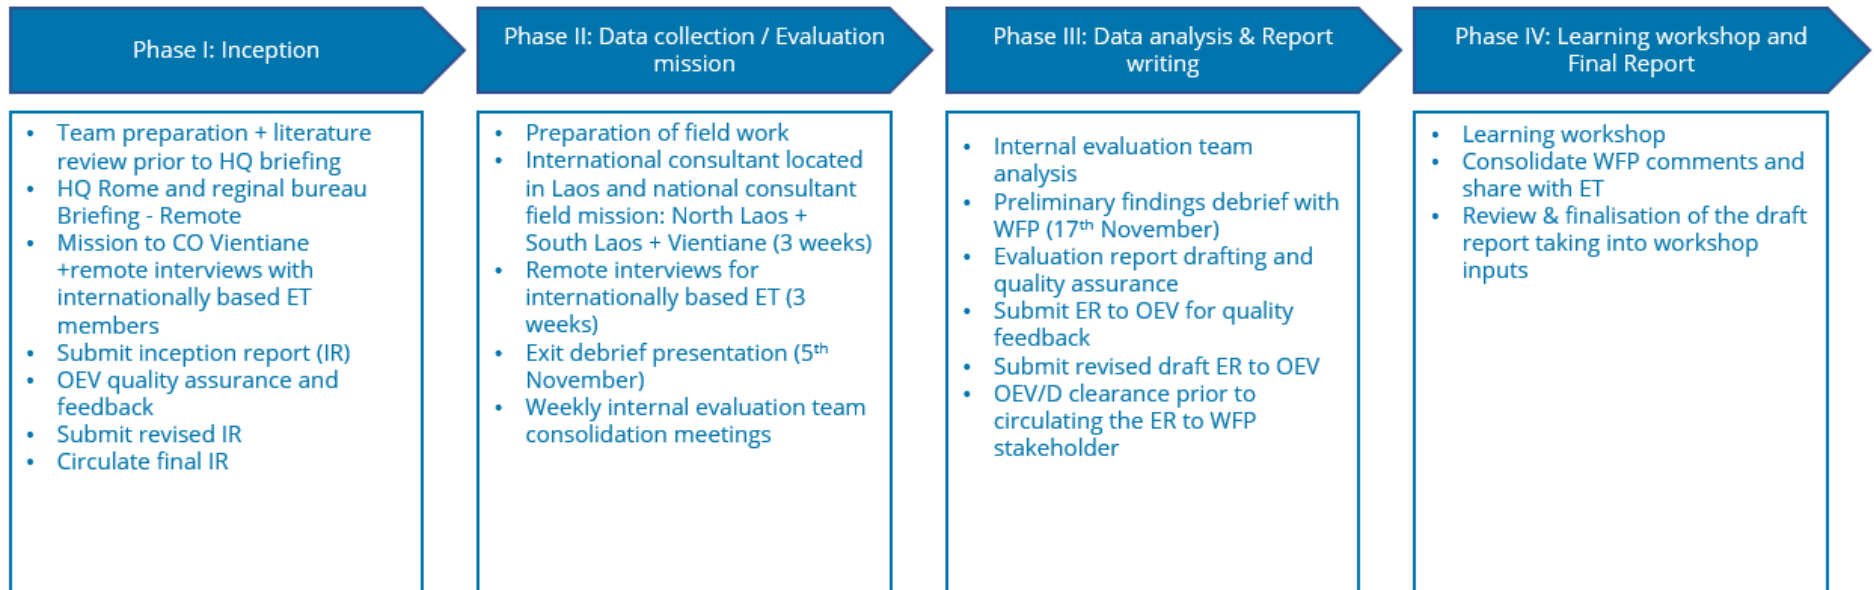 Phase I: Inception
• Team preparation + literature
review prior to HQ briefing
• HQ Rome and reginal bureau
Briefing - Remote
• Mission to CO Vientiane
+remote interviews with
internationally based ET
members
• Submit inception report (IR)
• OEV quality assurance and
feedback
• Submit revised IR
• Circulate final IR
Phase II: Data collection / Evaluation
mission
• Preparation of field work
• International consultant located
in Laos and national consultant
field mission: North Laos +
South Laos + Vientiane (3 weeks)
• Remote interviews for
internationally based ET (3
weeks)
• Exit debrief presentation (5th
November)
• Weekly internal evaluation team
consolidation meetings
Phase III: Data analysis & Report
writing
• Internal evaluation team
analysis
• Preliminary findings debrief with
WFP (17th November)
• Evaluation report drafting and
quality assurance
• Submit ER to OEV for quality
feedback
• Submit revised draft ER to OEV
• OEV/D clearance prior to
circulating the ER to WFP
stakeholder
Phase IV: Learning workshop and
Final Report
• Learning workshop
• Consolidate WFP comments and
share with ET
• Review & finalisation of the draft
report taking into workshop
inputs